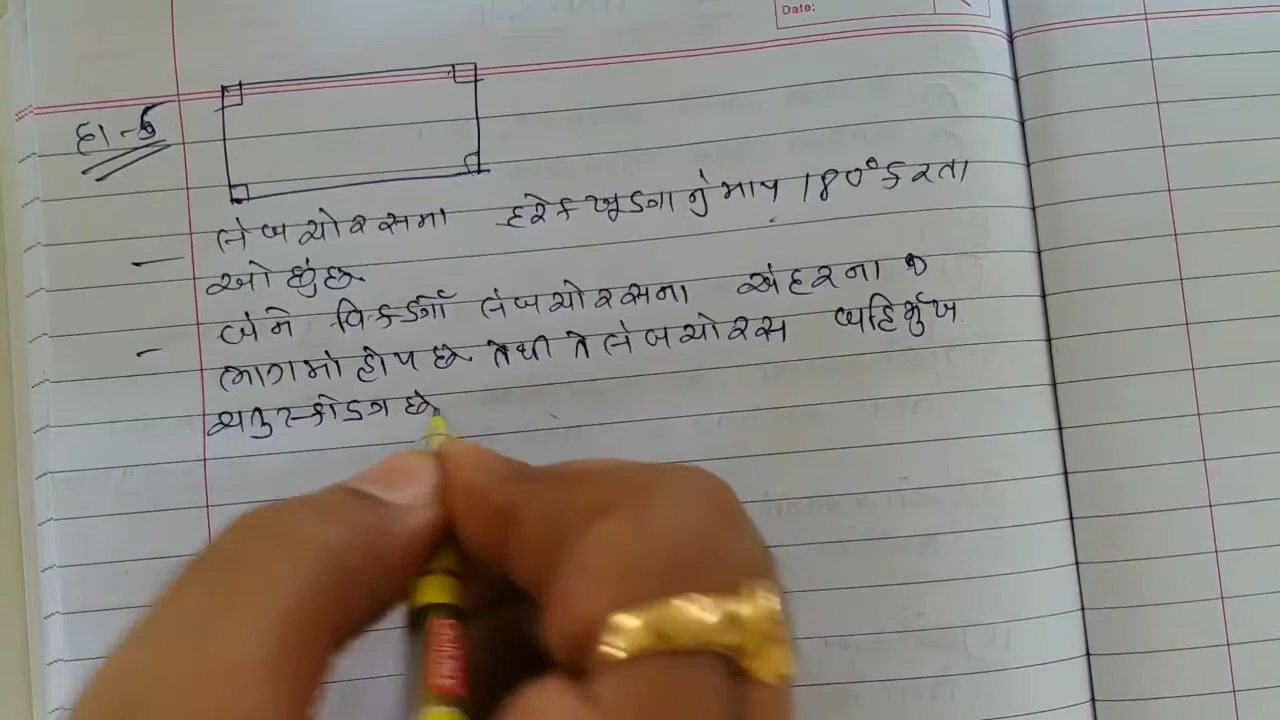 Date:
દા-6
લંબચોરસમા દરેક ખૂણાનું માપ 180° કરતા
ઓછુંછે
બંને વિકર્ણો લંબચોરસના અંદરના
ભાગમાં હોય છે તેથી તે લંબચોરસ બહિર્મુખ
ચતુષ્કોણ છે